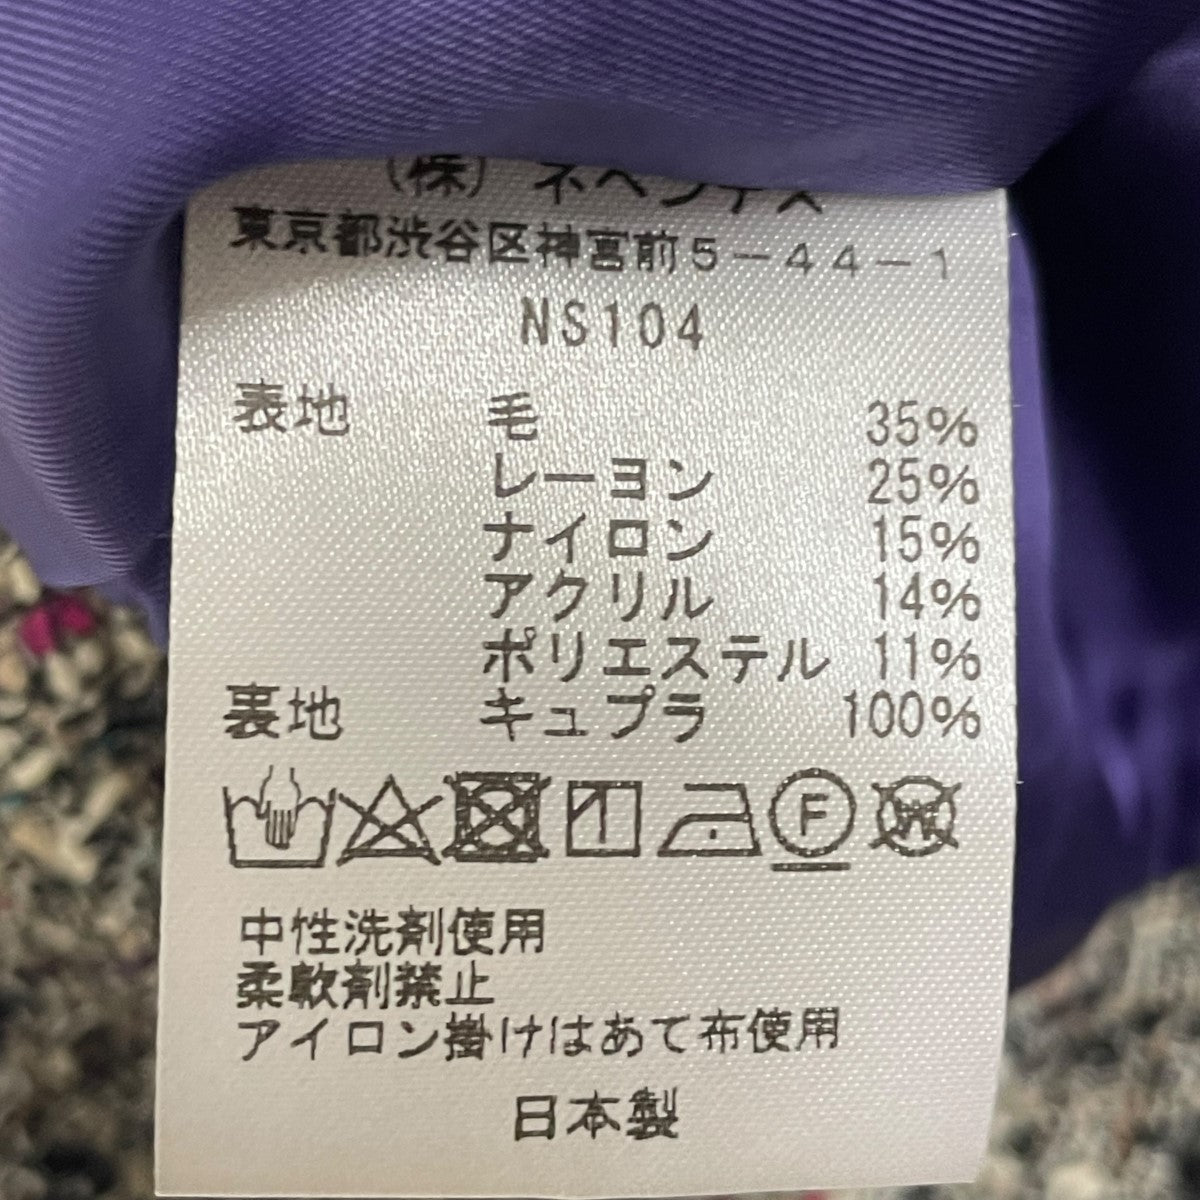 (株) ネペンテス
東京都渋谷区神宮前5-44-1
NS104
表地 毛 35%
レーヨン 25%
ナイロン 15%
アクリル 14%
ポリエステル 11%
裏地 キュプラ 100%
F W
中性洗剤使用
柔軟剤禁止
アイロン掛けはあて布使用
日本製